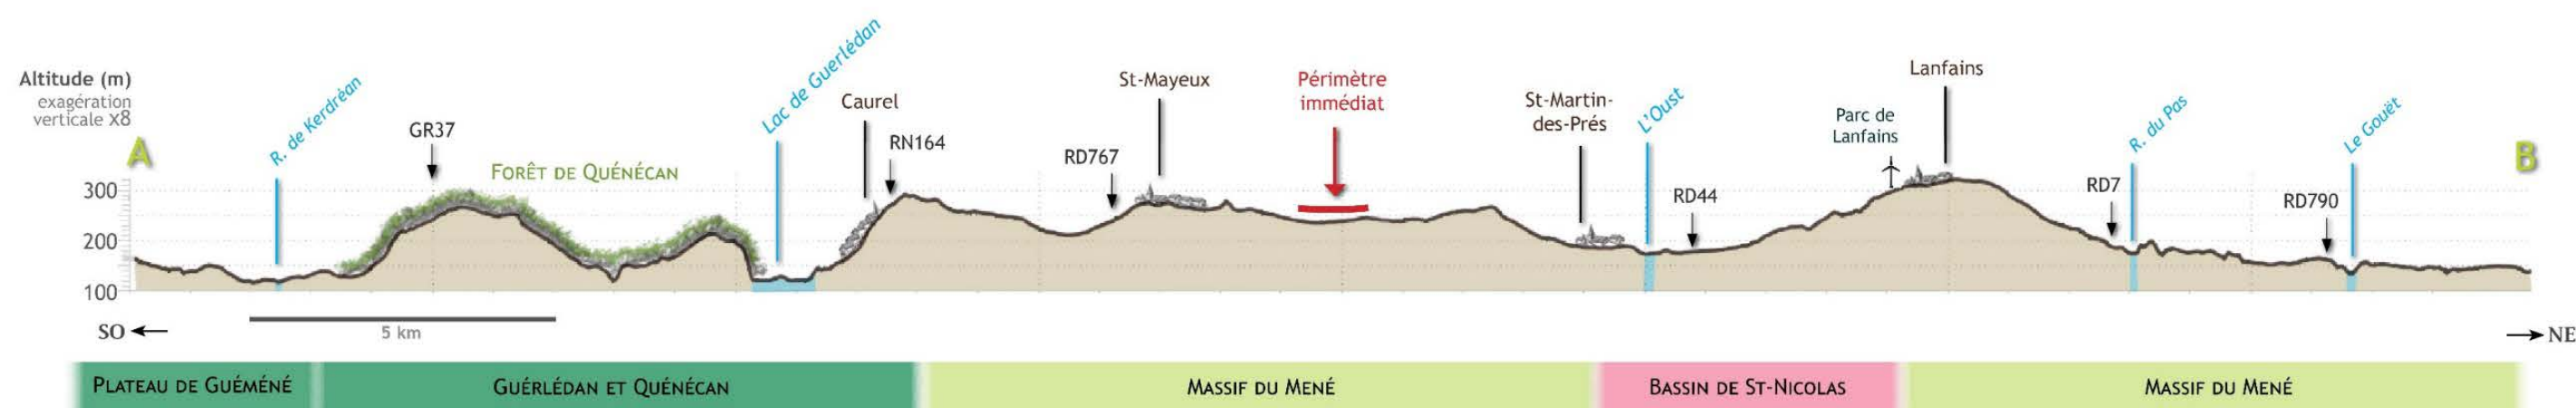 Altitude (m)
exagération
verticale x8
A
R. de Kerdréan
GR37
FORÊT DE QUÉNÉCAN
Lac de Guerlédan
Caurel
RN164
RD767
St-Mayeux
Périmètre
immédiat
St-Martin-
des-Prés
L'Oust
RD44
Parc de
Lanfains
Lanfains
RD7
R. du Pas
RD790
Le Gouët
B
300
200
100
SO
5 km
NE
PLATEAU DE GUÉMÉNÉ
GUÉRLÉDAN ET QUÉNÉCAN
MASSIF DU MENÉ
BASSIN DE ST-NICOLAS
MASSIF DU MENÉ